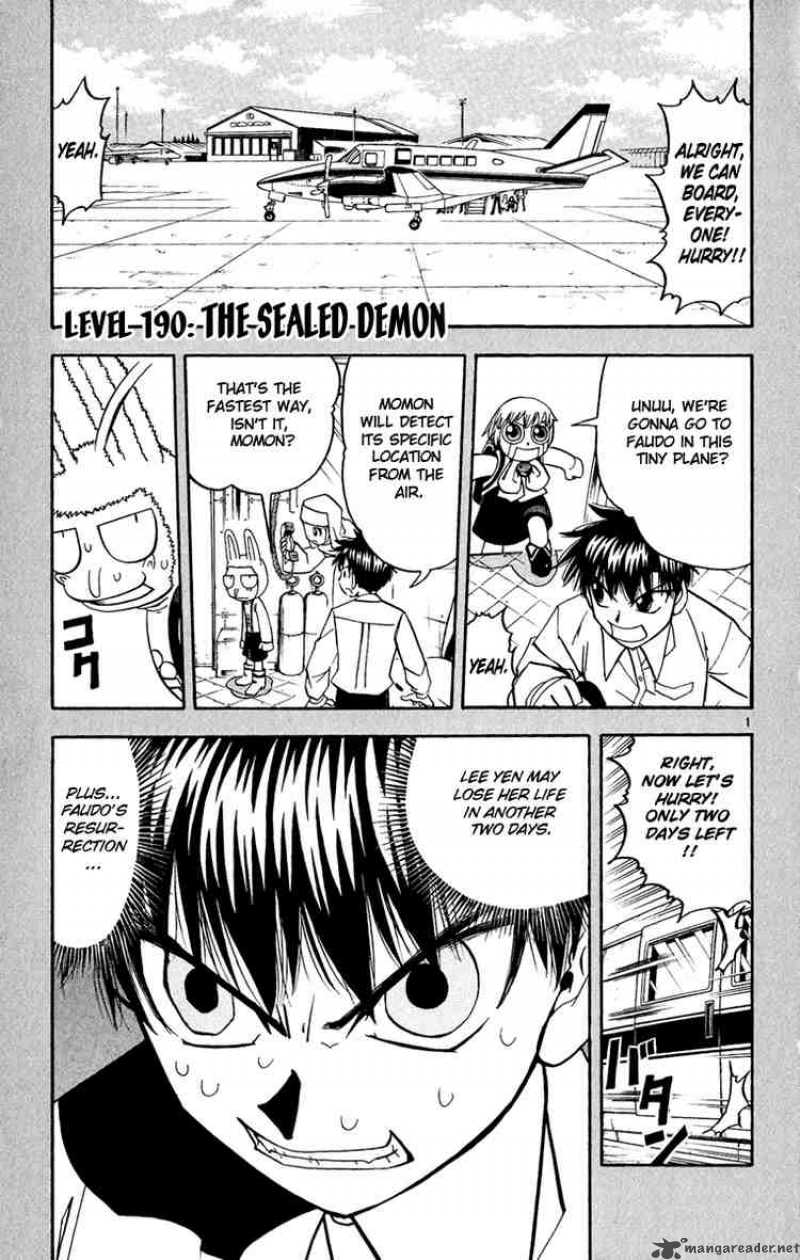 ALRIGHT,
WE CAN
BOARD,
EVERY-
ONE!
HURRY!!
YEAH.
LEVEL 190: THE SEALED DEMON
UNUU, WE'RE
GONNA GO TO
FAUDO IN THIS
TINY PLANE?
YEAH.
MOMON
WILL DETECT
ITS SPECIFIC
LOCATION
FROM THE
AIR.
THAT'S THE
FASTEST WAY,
ISN'T IT,
MOMON?
コク
1
RIGHT,
NOW LET'S
HURRY!
ONLY TWO
DAYS LEFT
!!
バタン
LEE YEN MAY
LOSE HER LIFE
IN ANOTHER
TWO DAYS.
PLUS...
FAUDO'S
RESUR-
RECTION
...
mangareader.net